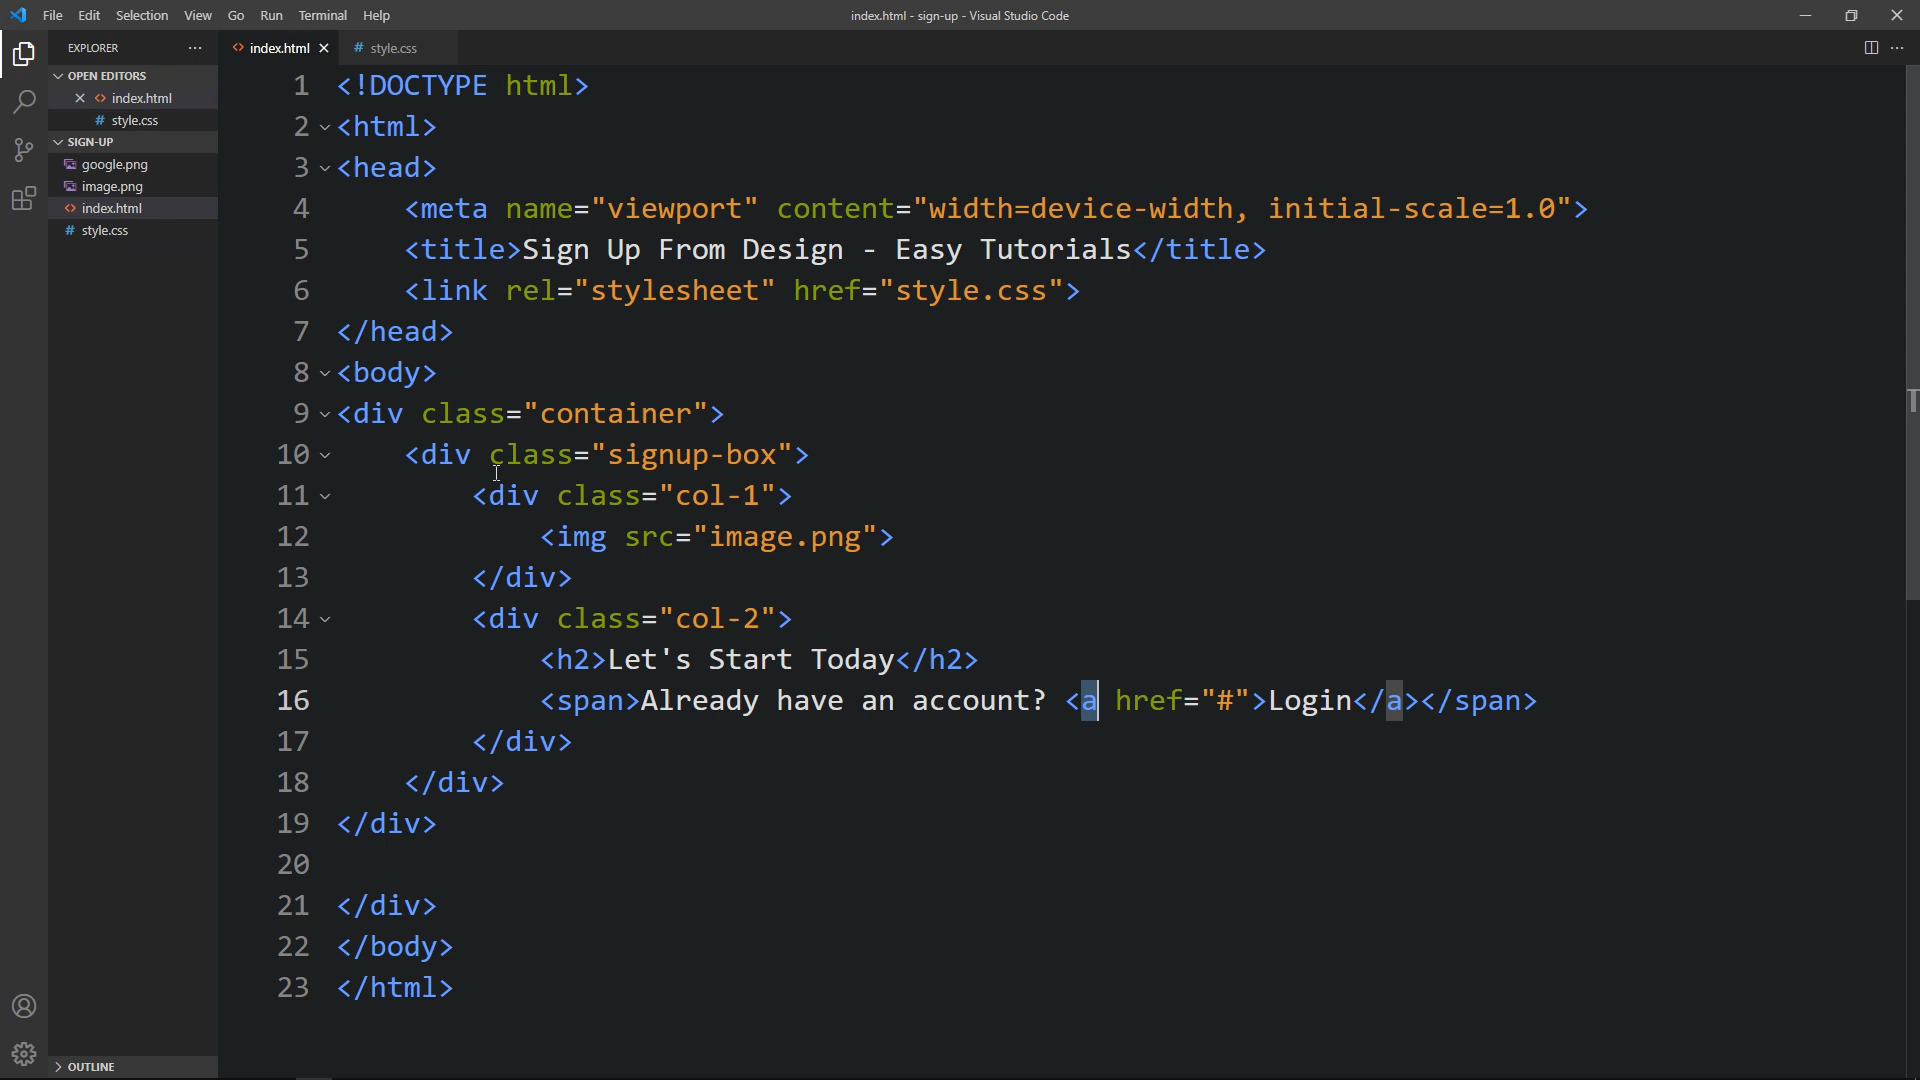 File Edit Selection View Go Run Terminal Help
index.html - sign-up - Visual Studio Code
EXPLORER
OPEN EDITORS
index.html
style.css
SIGN-UP
google.png
image.png
index.html
style.css
OUTLINE
index.html style.css
1 <!DOCTYPE html>
2 <html>
3 <head>
4     <meta name="viewport" content="width=device-width, initial-scale=1.0">
5     <title>Sign Up From Design - Easy Tutorials</title>
6     <link rel="stylesheet" href="style.css">
7 </head>
8 <body>
9 <div class="container">
10     <div class="signup-box">
11         <div class="col-1">
12             <img src="image.png">
13         </div>
14         <div class="col-2">
15             <h2>Let's Start Today</h2>
16             <span>Already have an account? <a href="#">Login</a></span>
17         </div>
18     </div>
19 </div>
20
21 </div>
22 </body>
23 </html>